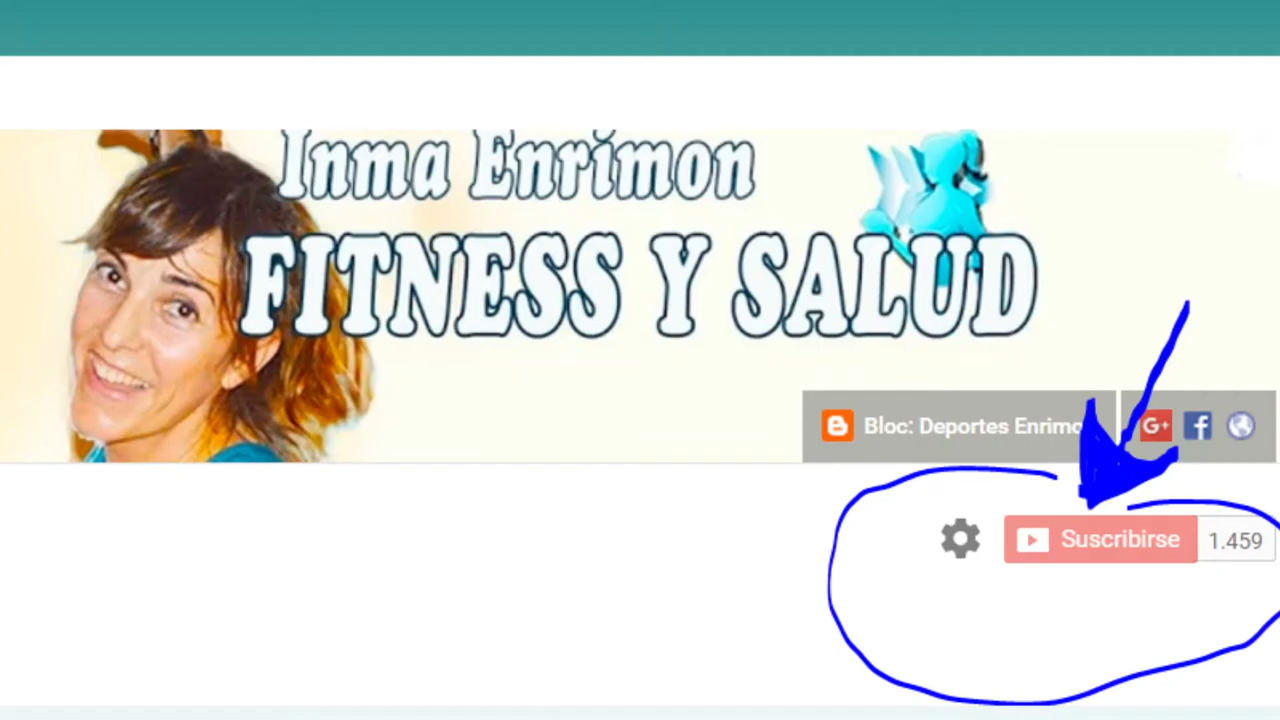 Inma Enrimon
FITNESS Y SALUD
Bloc: Deportes Enrimo
G+ f
Suscribirse 1.459